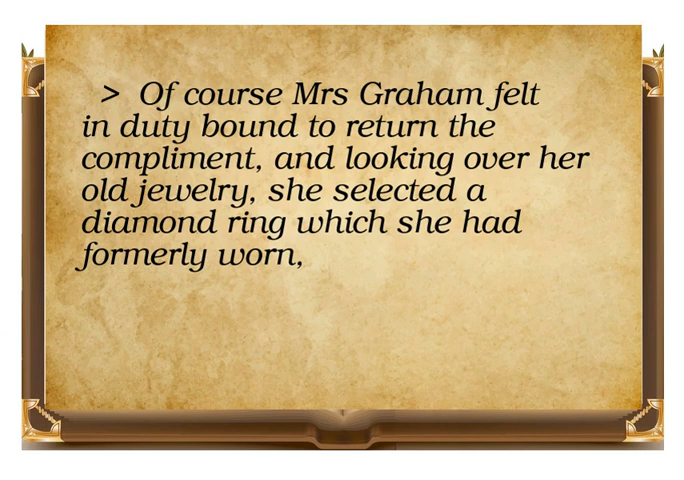 > Of course Mrs Graham felt
in duty bound to return the
compliment, and looking over her
old jewelry, she selected a
diamond ring which she had
formerly worn,